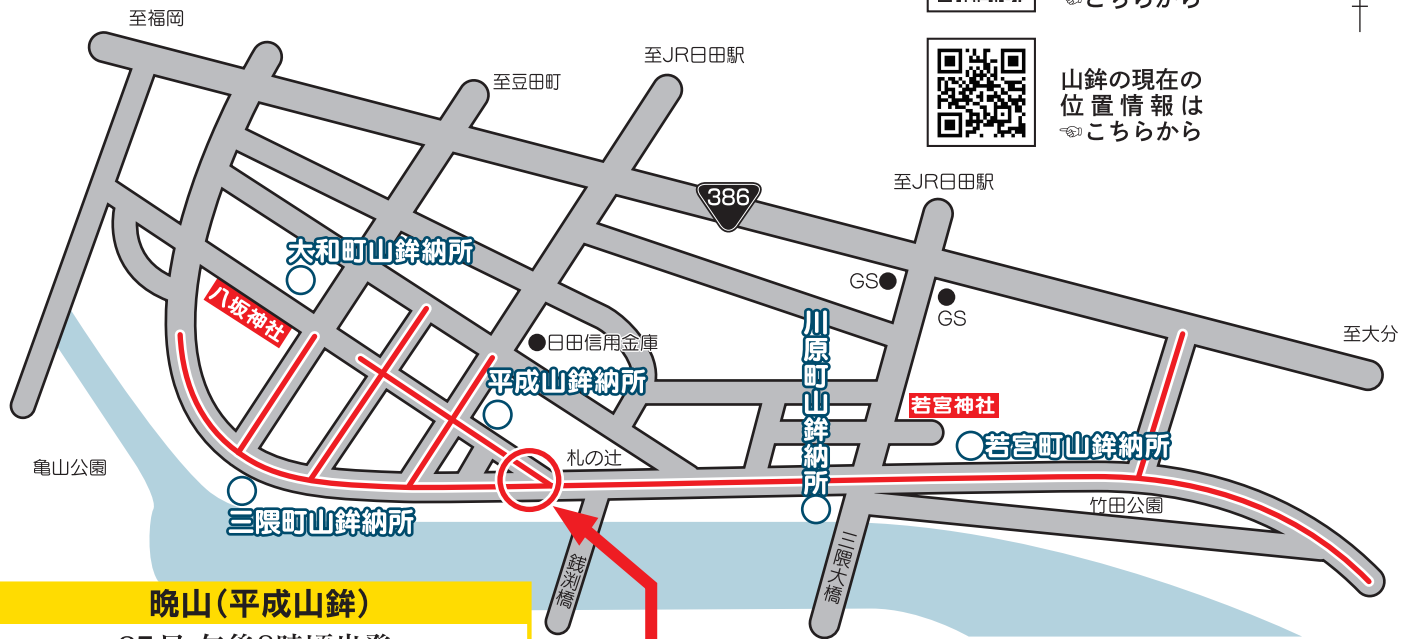 ☜こちらから
山鉾の現在の
位置情報は
☜こちらから
至福岡
至豆田町
至JR日田駅
386
至JR日田駅
GS
GS
至大分
大和町山鉾納所
八坂神社
日田信用金庫
平成山鉾納所
川原町山鉾納所
若宮神社
若宮町山鉾納所
札の辻
亀山公園
三隈町山鉾納所
竹田公園
銭渕橋
三隈大橋
晩山(平成山鉾)